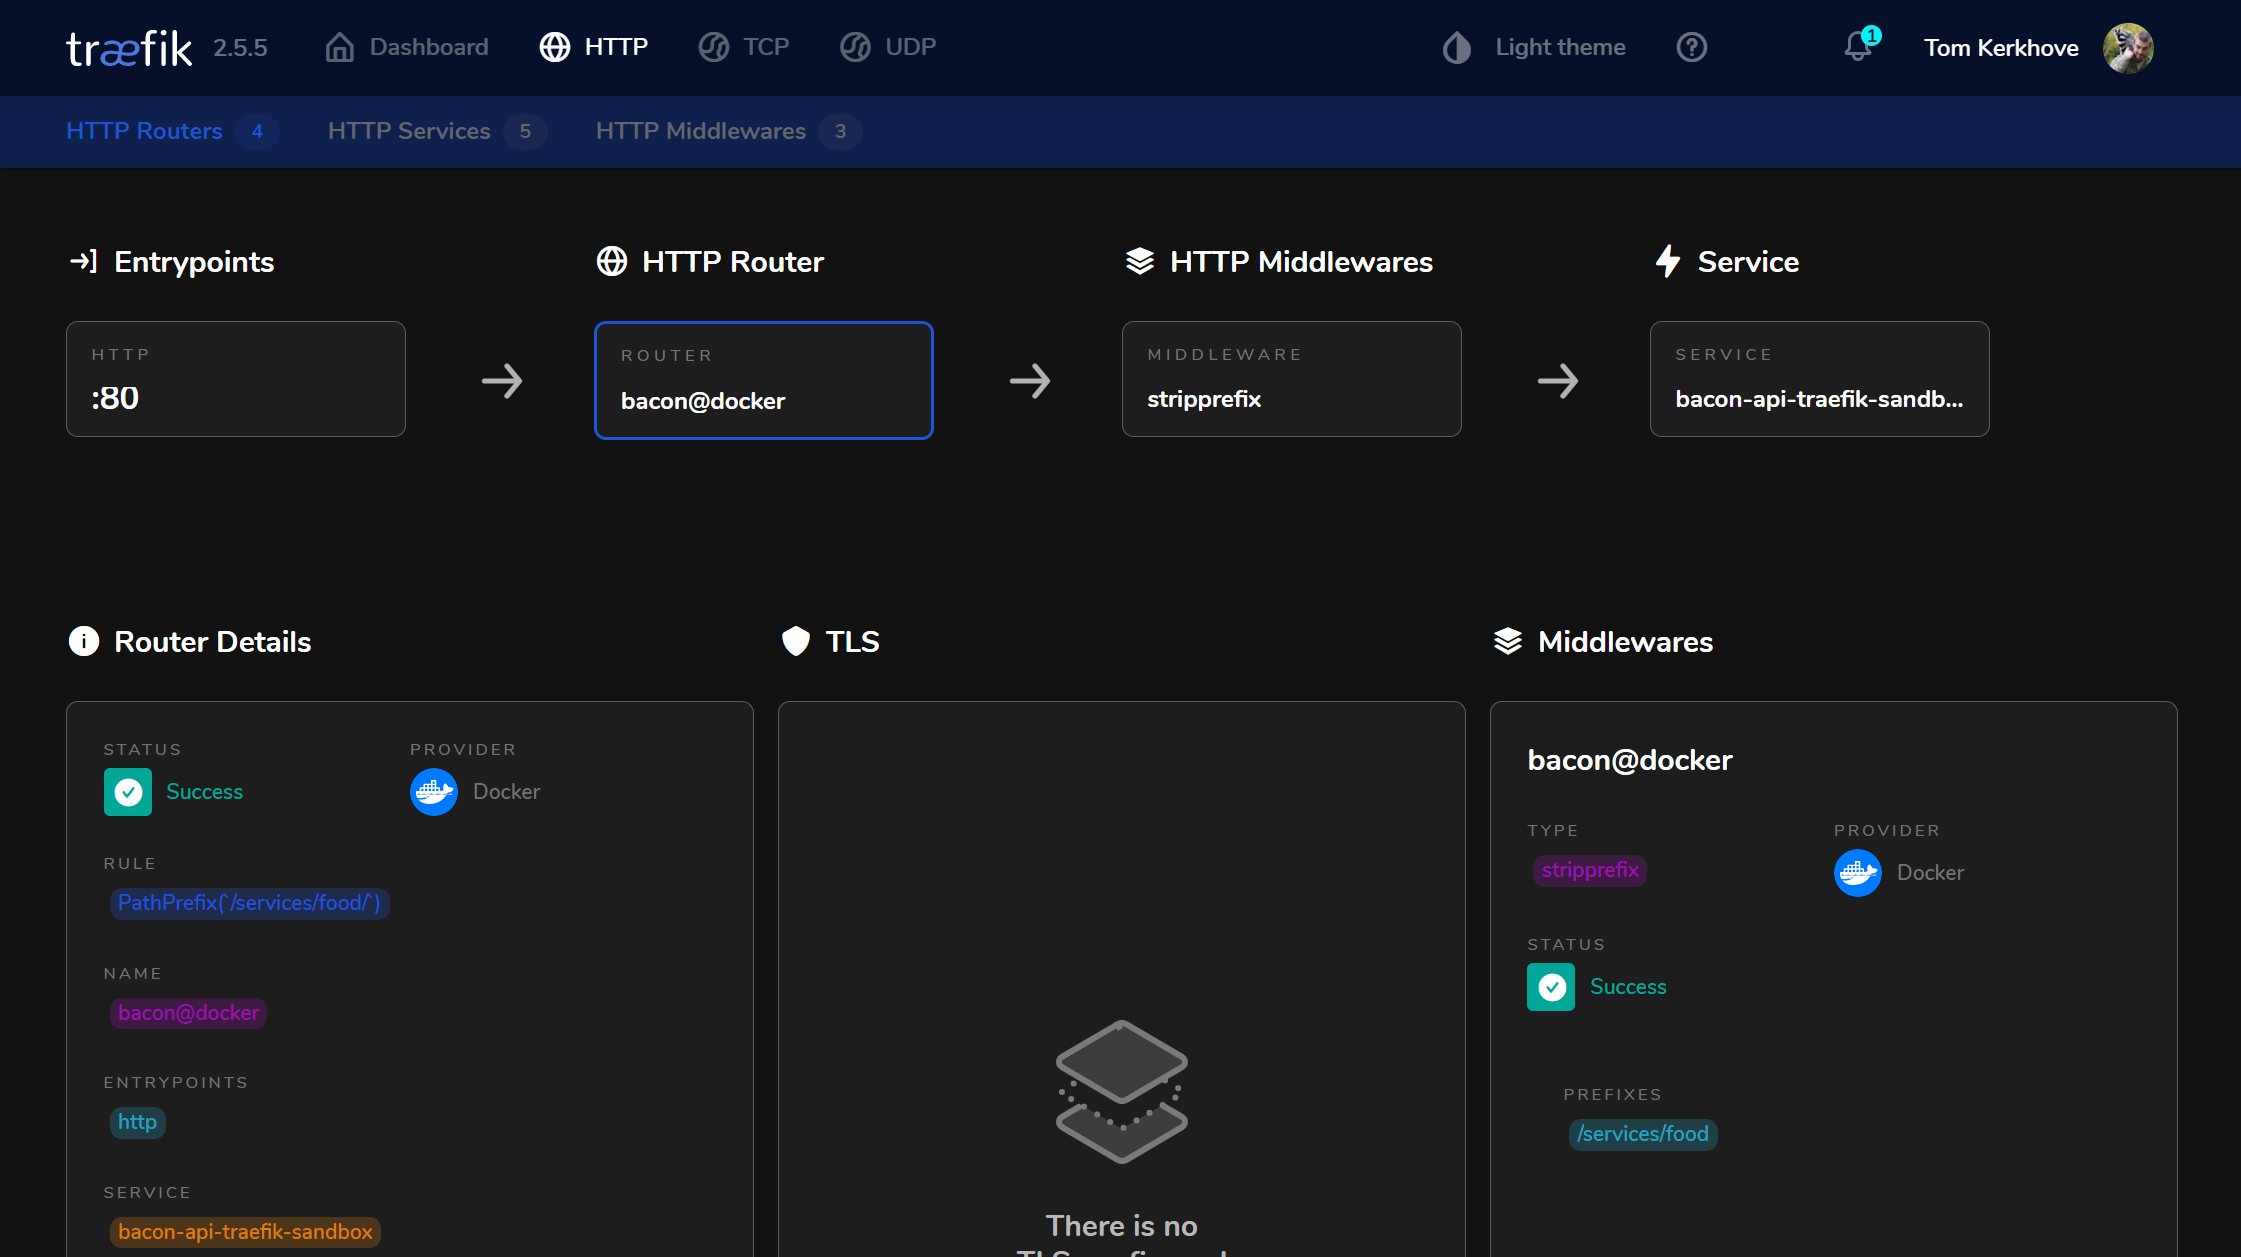 træfik 2.5.5 Dashboard HTTP TCP UDP Light theme 1 Tom Kerkhove
HTTP Routers 4 HTTP Services 5 HTTP Middlewares 3
Entrypoints HTTP Router HTTP Middlewares Service
HTTP ROUTER MIDDLEWARE SERVICE
:80 bacon@docker stripprefix bacon-api-traefik-sandb...
Router Details TLS Middlewares
STATUS PROVIDER
Success Docker
RULE
PathPrefix(`/services/food/`)
NAME
bacon@docker
ENTRYPOINTS
http
SERVICE
bacon-api-traefik-sandbox
There is no
bacon@docker
TYPE PROVIDER
stripprefix Docker
STATUS
Success
PREFIXES
/services/food